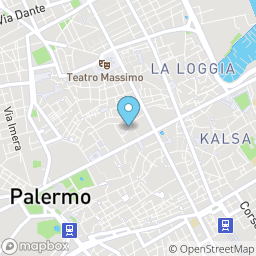 Via Dante
Teatro Massimo
LA LOGGIA
Via Imera
KALSA
Palermo
Corso
mapbox
© OpenStreetMap